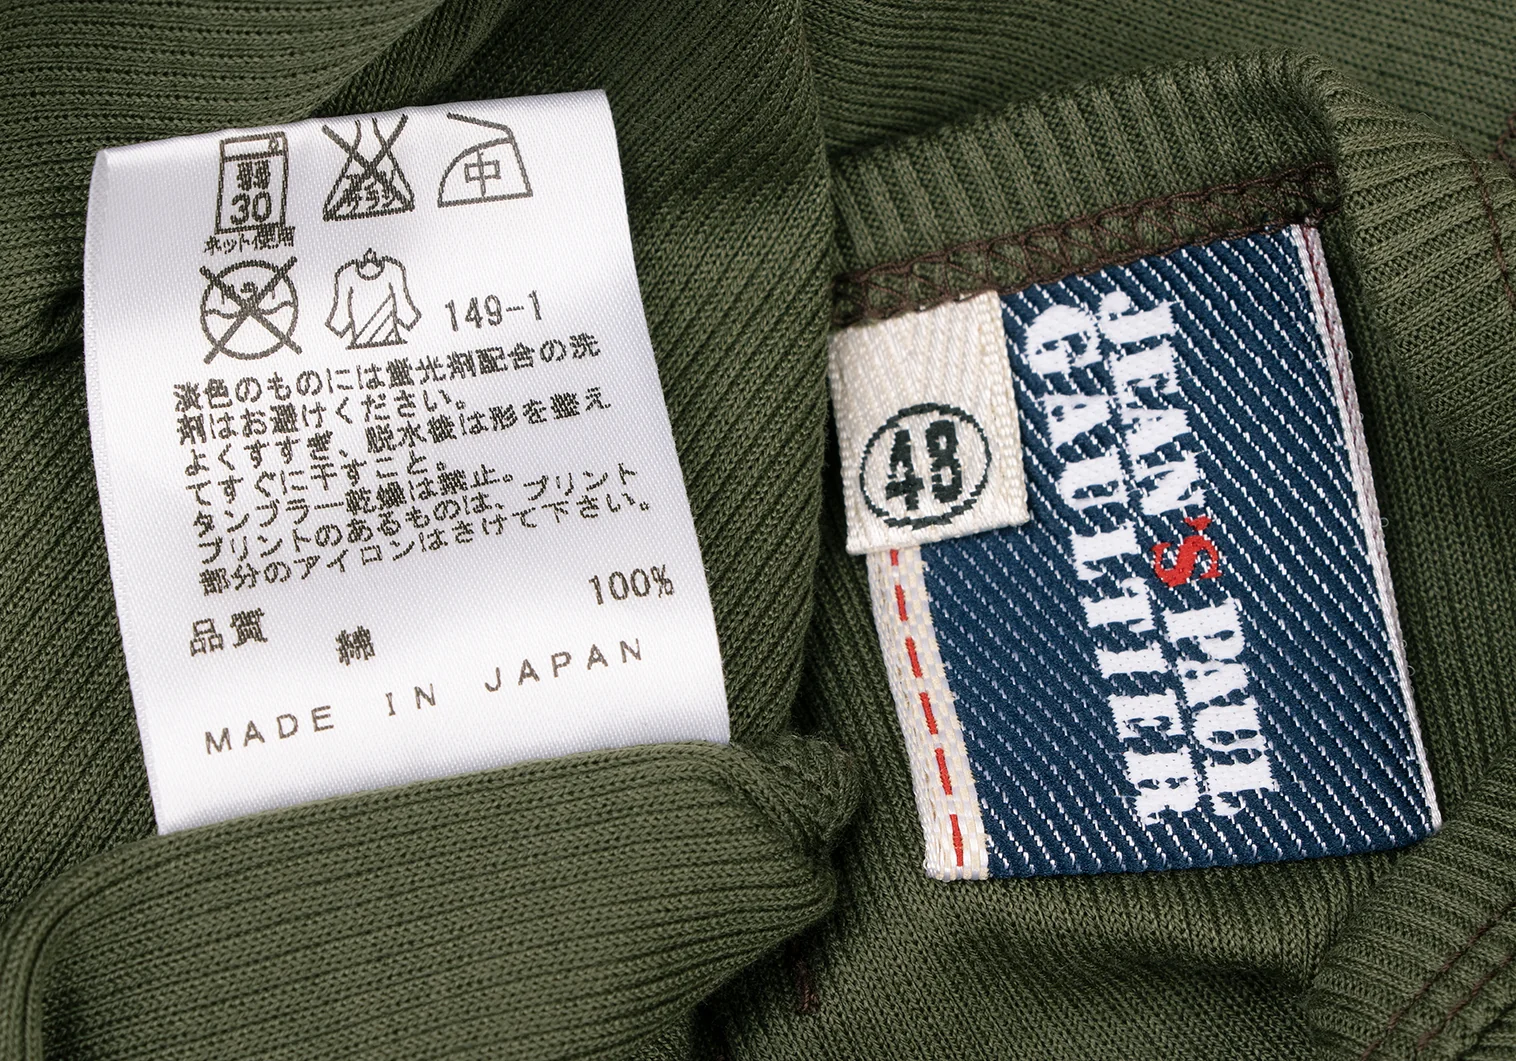 弱
30
ネット使用
エンソ
サラシ
中
149-1
淡色のものには蛍光剤配合の洗
剤はお避けください。
よくすすぎ、脱水後は形を整え
てすぐに干すこと。
タンブラー乾燥は禁止。
プリントのあるものは、プリント
部分のアイロンはさけて下さい。
品質 綿 100%
MADE IN JAPAN
48
JEAN'S PAUL
GAULTIER